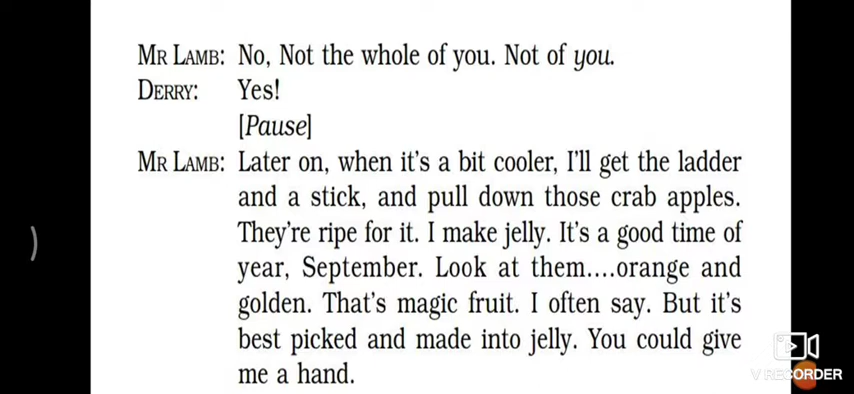 MR LAMB: No, Not the whole of you. Not of you.
DERRY: Yes!
[Pause]
MR LAMB: Later on, when it's a bit cooler, I'll get the ladder
and a stick, and pull down those crab apples.
They're ripe for it. I make jelly. It's a good time of
year, September. Look at them....orange and
golden. That's magic fruit. I often say. But it's
best picked and made into jelly. You could give
me a hand.
V RECORDER